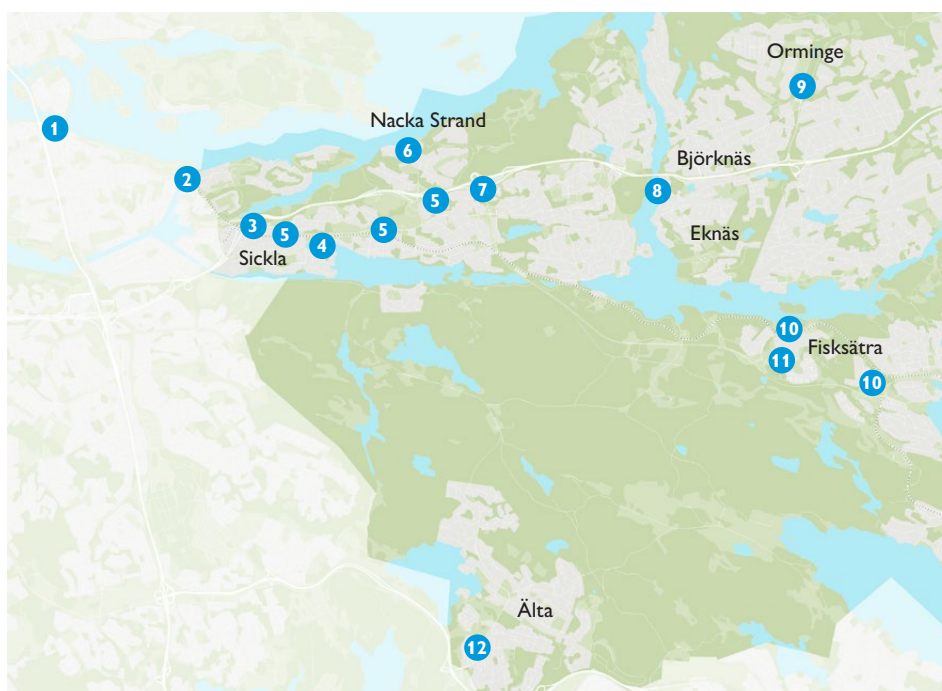 Orminge
9
1
Nacka Strand
6
Björknäs
2
7
8
5
3
5
5
Eknäs
4
Sickla
10
Fisksätra
11
10
Älta
12